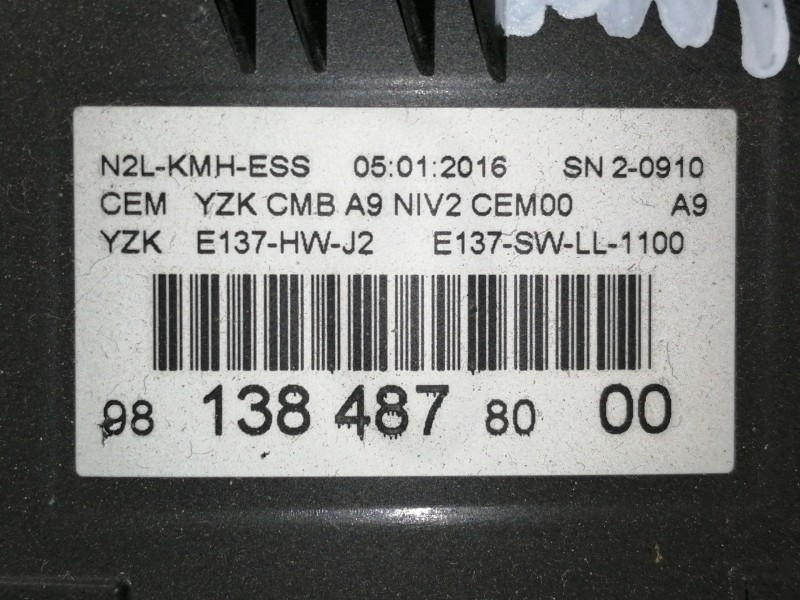 N2L-KMH-ESS 05:01:2016 SN 2-0910
CEM YZK CMB A9 NIV2 CEM00 A9
YZK E137-HW-J2 E137-SW-LL-1100
98 138 487 80 00